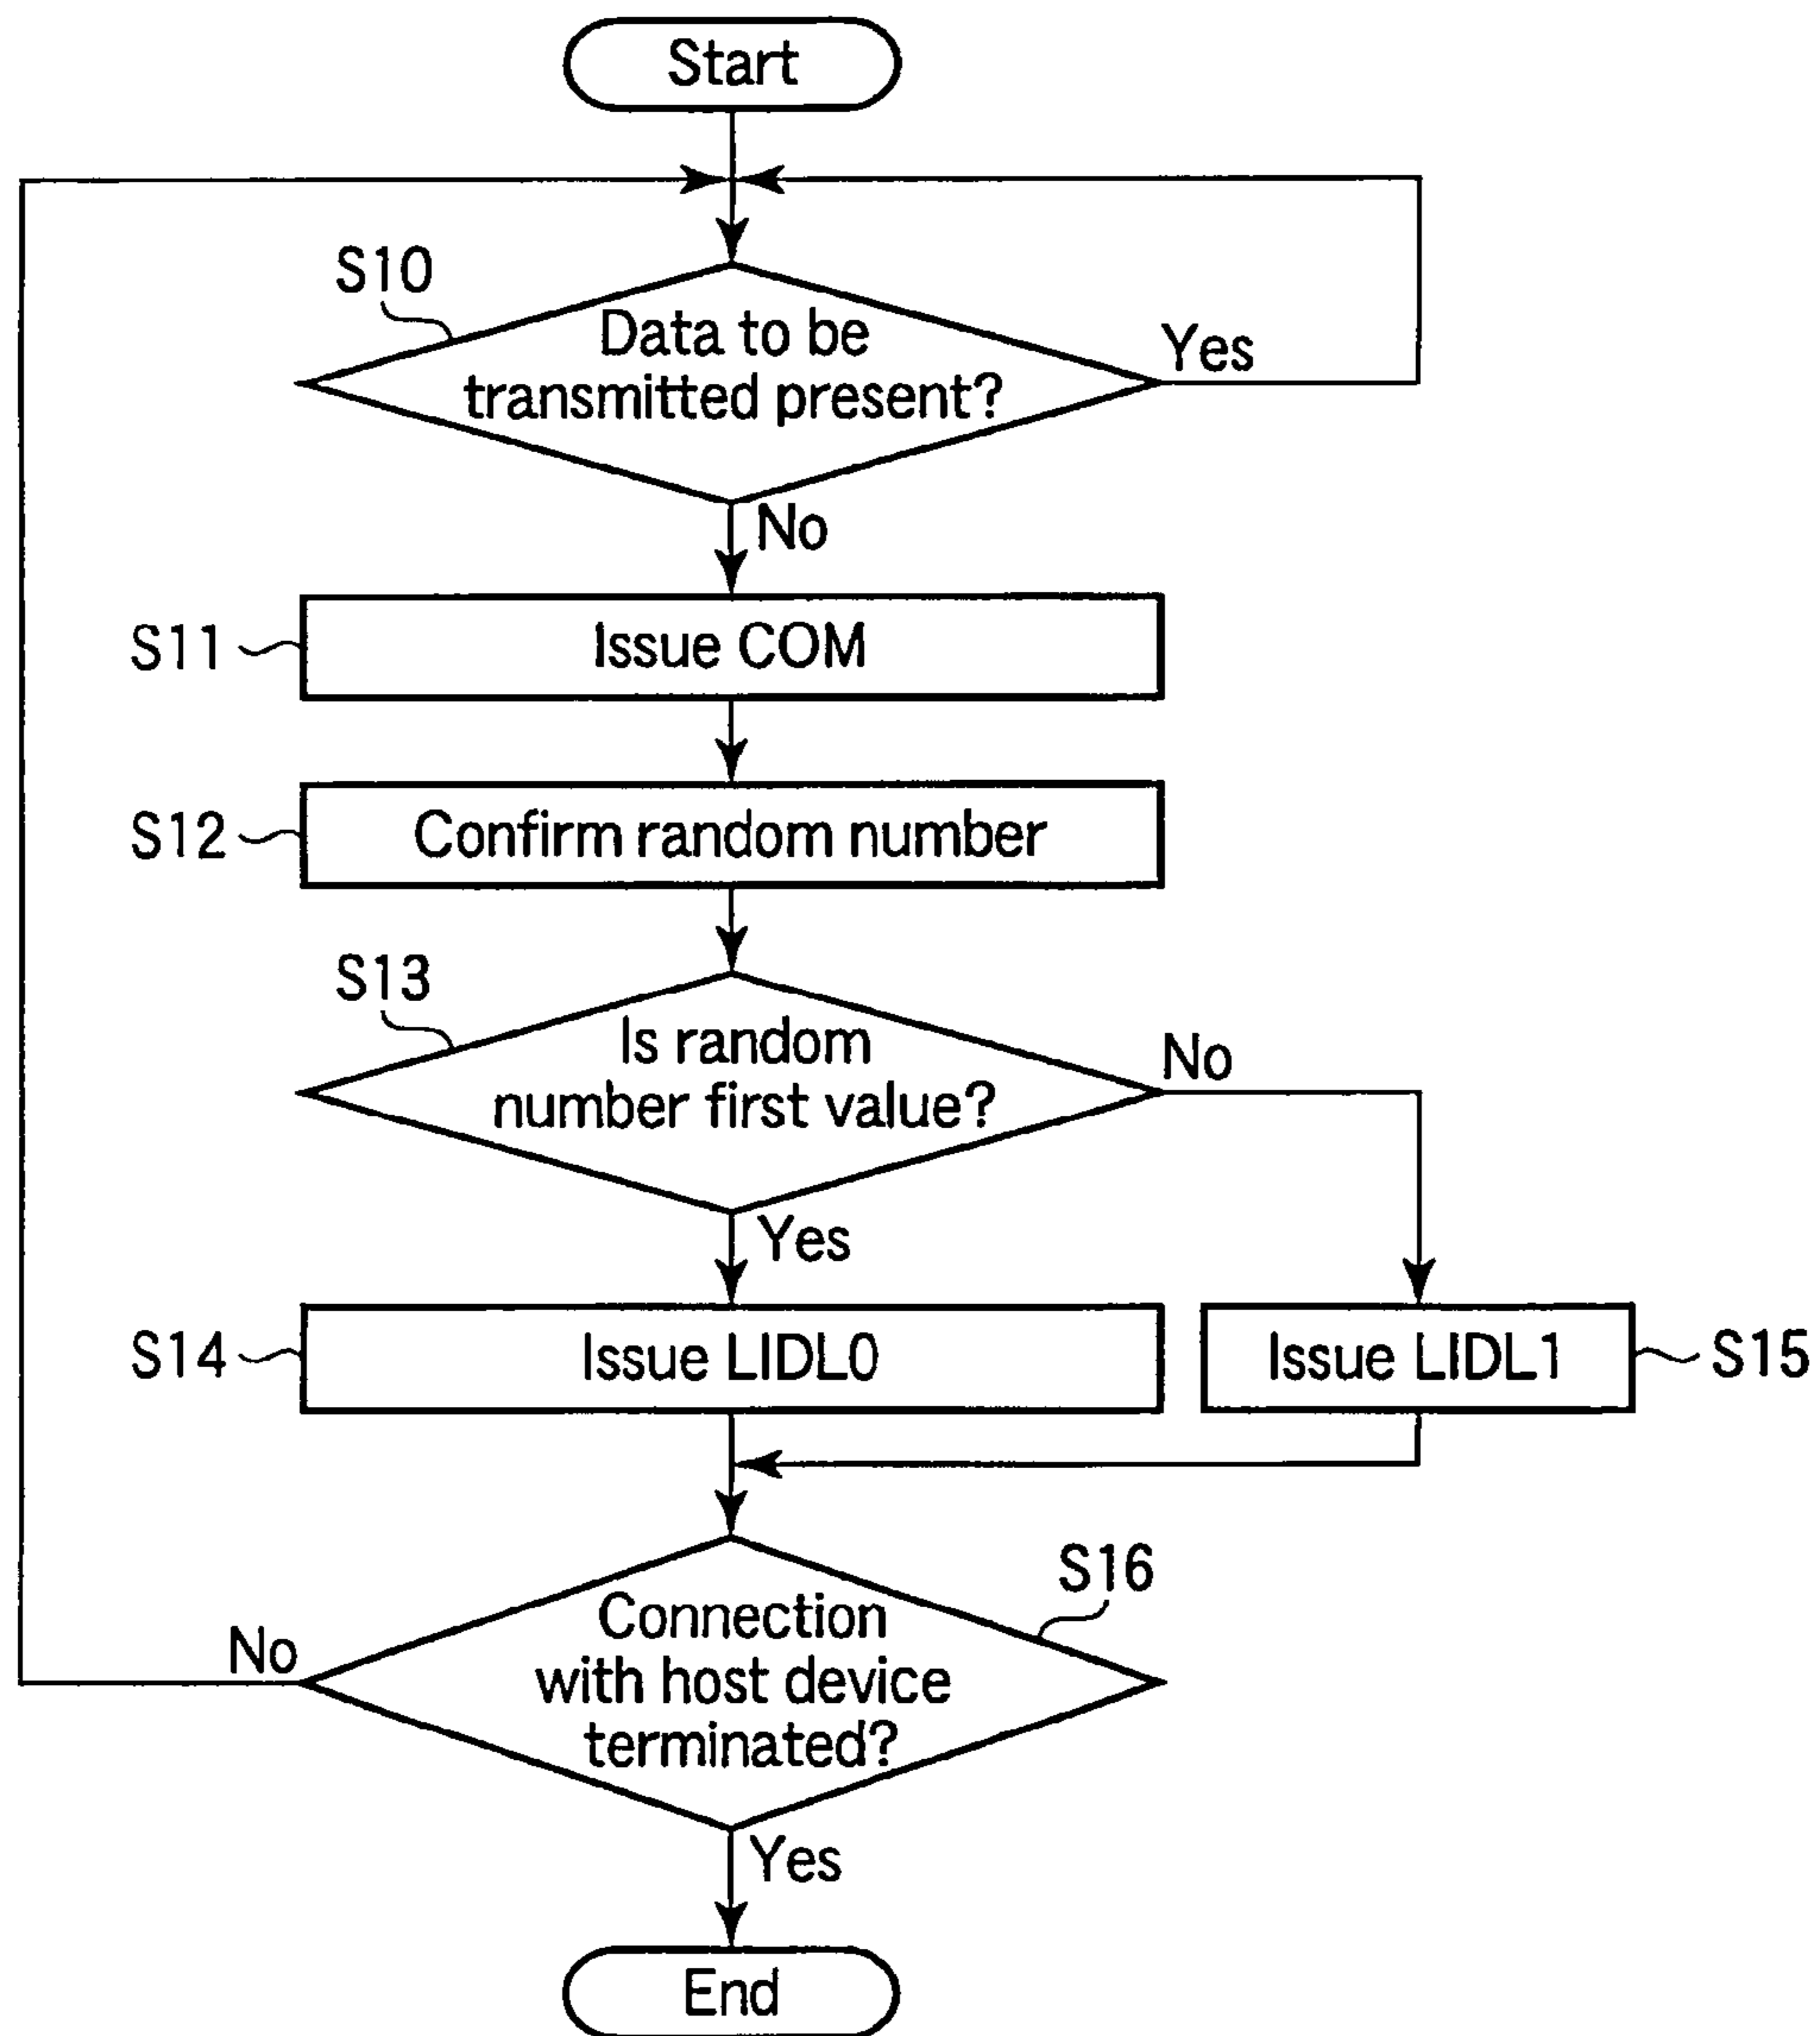 Start
S10
Data to be
transmitted present?
Yes
No
S11
Issue COM
S12
Confirm random number
S13
Is random
number first value?
No
Yes
S14
Issue LIDL0
Issue LIDL1
S15
S16
Connection
with host device
terminated?
No
Yes
End